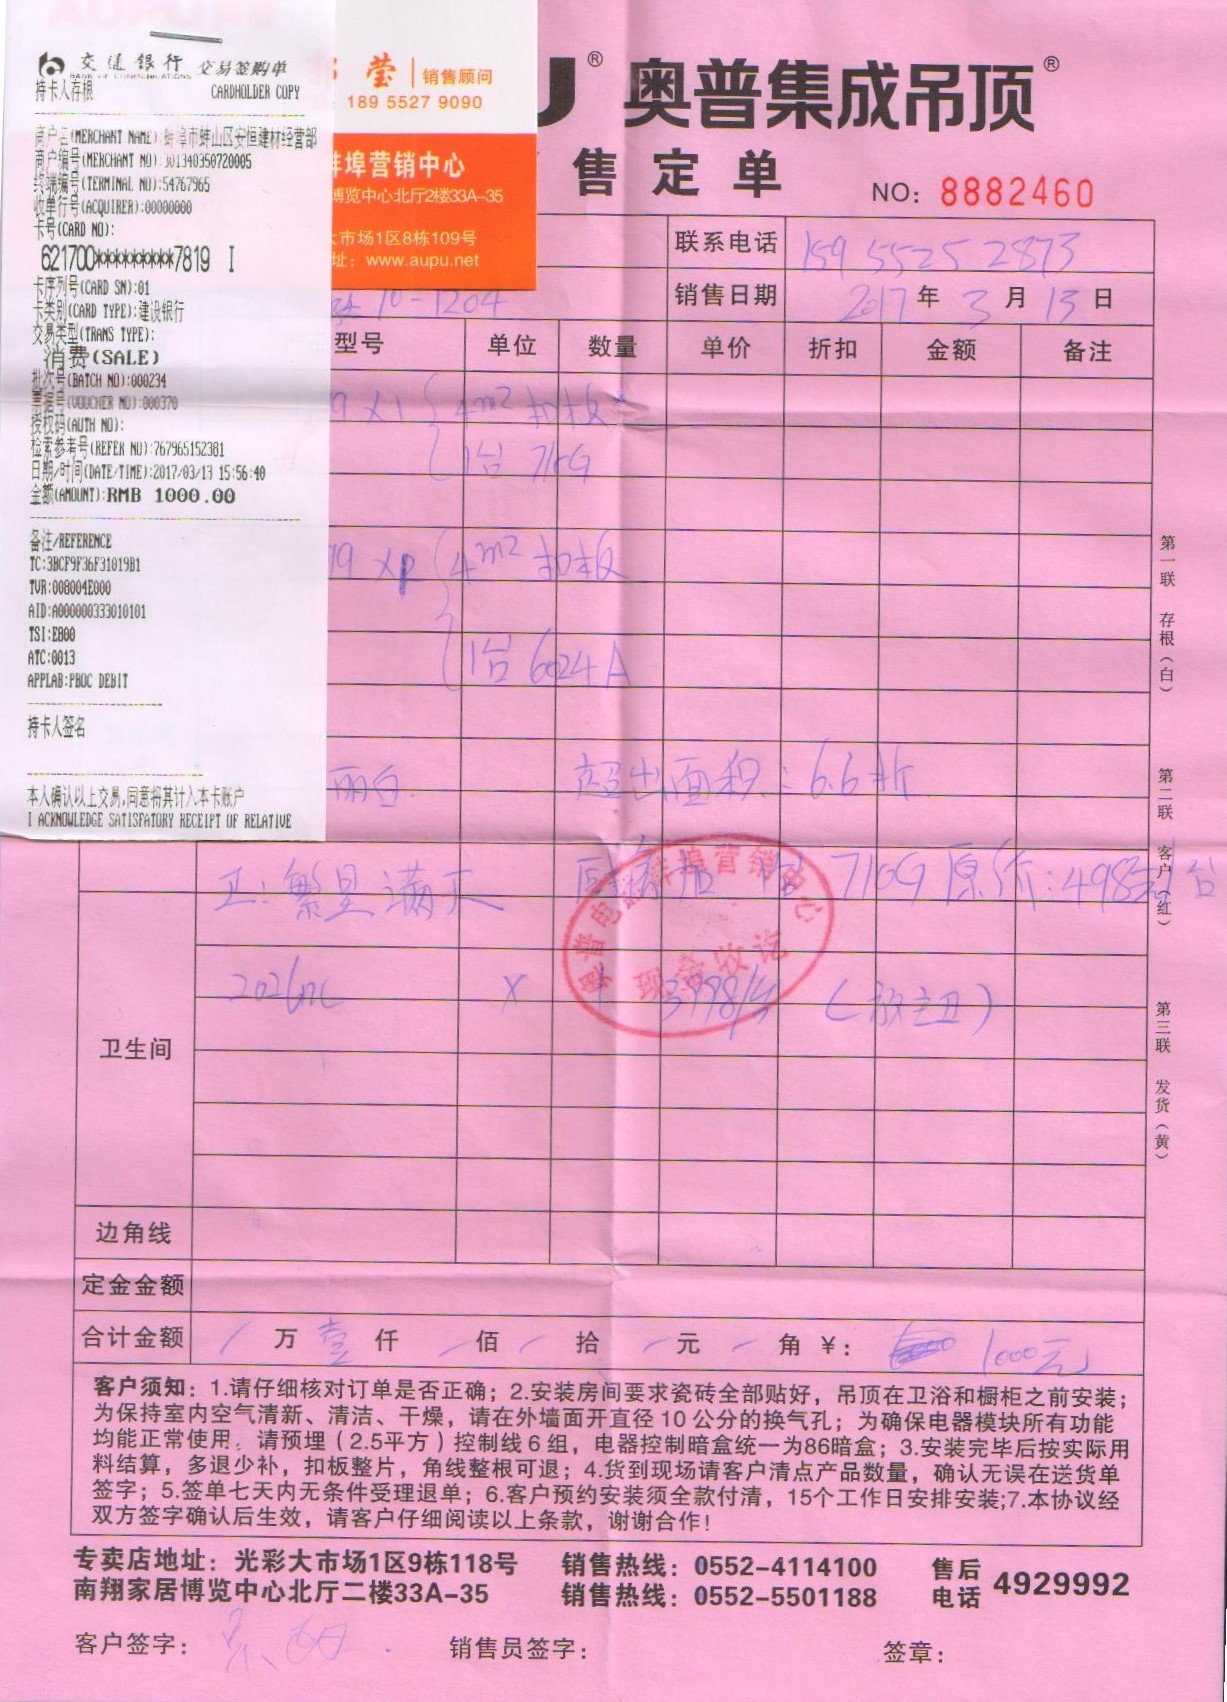 交通银行 交易签购单
BANK OF COMMUNICATIONS
持卡人存根 CARDHOLDER COPY
商户名(MERCHANT NAME):蚌埠市蚌山区安恒建材经营部
商户编号(MERCHANT NO):301340350720005
终端编号(TERMINAL NO):54767965
收单行号(ACQUIRER):00000000
卡号(CARD NO):
621700*********7819 I
卡序列号(CARD SN):01
卡类别(CARD TYPE):建设银行
交易类型(TRANS TYPE):
消费(SALE)
批次号(BATCH NO):000234
票据号(VOUCHER NO):000370
授权码(AUTH NO):
检索参考号(REFER NO):767965152381
日期/时间(DATE/TIME):2017/03/13 15:56:40
金额(AMOUNT):RMB 1000.00
备注/REFERENCE
TC:3BCF9F36F31019B1
TVR:008004E000
AID:A000000333010101
TSI:E800
ATC:0013
APPLAB:PBOC DEBIT
持卡人签名
本人确认以上交易,同意将其计入本卡账户
I ACKNOWLEDGE SATISFATORY RECEIPT OF RELATIVE
莹 销售顾问
189 5527 9090
蚌埠营销中心
博览中心北厅2楼33A-35
大市场1区8栋109号
址：www.aupu.net
U® 奥普集成吊顶®
售定单 NO: 8882460
联系电话 159 5525 2873
10-1204 销售日期 2017年3月13日
型号 单位 数量 单价 折扣 金额 备注
19 X1 4m² 扣板
1台 710G
19 X1 4m² 扣板
1台 6024A
丽白. 超出面积: 6.6折
卫: 繁星满天 710G 原价: 498元/台
X 3998/台
奥普电器蚌埠营销中心
现金收讫
卫生间
边角线
定金金额
合计金额 / 万 壹 仟 / 佰 / 拾 / 元 / 角 ¥: 1000元
第一联 存根(白)
第二联 客户(红)
第三联 发货(黄)
客户须知：1.请仔细核对订单是否正确；2.安装房间要求瓷砖全部贴好，吊顶在卫浴和橱柜之前安装；
为保持室内空气清新、清洁、干燥，请在外墙面开直径10公分的换气孔；为确保电器模块所有功能
均能正常使用。请预埋（2.5平方）控制线6组，电器控制暗盒统一为86暗盒；3.安装完毕后按实际用
料结算，多退少补，扣板整片，角线整根可退；4.货到现场请客户清点产品数量，确认无误在送货单
签字；5.签单七天内无条件受理退单；6.客户预约安装须全款付清，15个工作日安排安装;7.本协议经
双方签字确认后生效，请客户仔细阅读以上条款，谢谢合作！
专卖店地址：光彩大市场1区9栋118号 销售热线：0552-4114100 售后电话 4929992
南翔家居博览中心北厅二楼33A-35 销售热线：0552-5501188
客户签字： 销售员签字： 签章：